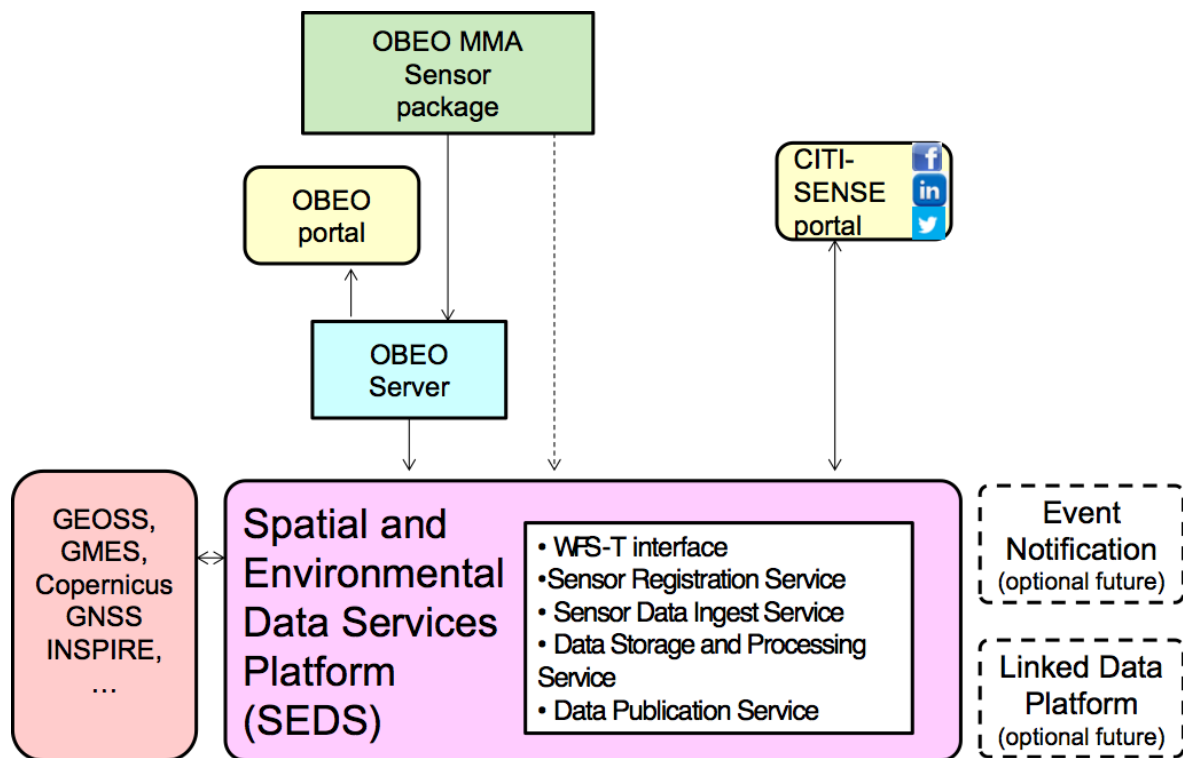 OBEO MMA
Sensor
package
CITI-
SENSE
portal
f
in
OBEO
portal
OBEO
Server
GEOSS,
GMES,
Copernicus
GNSS
INSPIRE,
…
Spatial and
Environmental
Data Services
Platform
(SEDS)
• WFS-T interface
•Sensor Registration Service
• Sensor Data Ingest Service
• Data Storage and Processing
Service
• Data Publication Service
Event
Notification
(optional future)
Linked Data
Platform
(optional future)